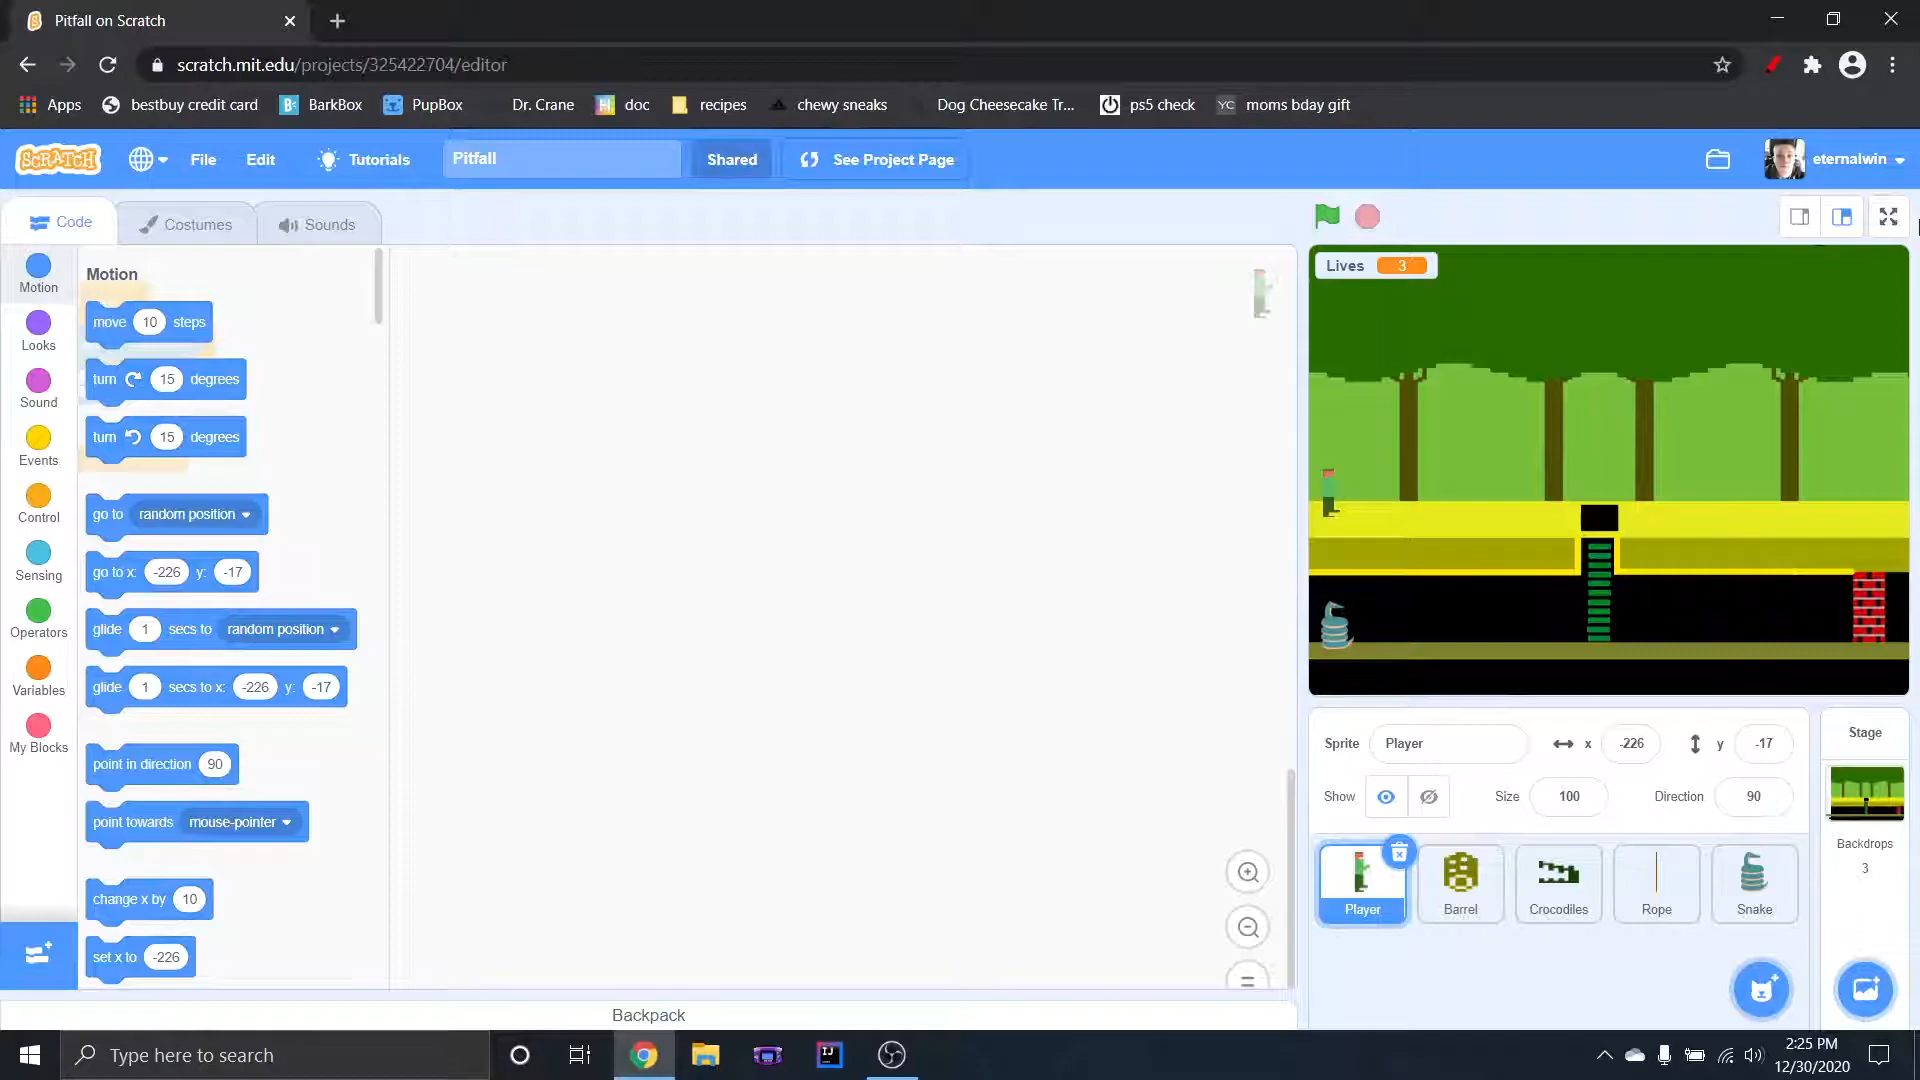 Pitfall on Scratch
scratch.mit.edu/projects/325422704/editor
Apps bestbuy credit card BarkBox PupBox Dr. Crane doc recipes chewy sneaks Dog Cheesecake Tr... ps5 check YC moms bday gift
SCRATCH File Edit Tutorials Pitfall Shared See Project Page eternalwin
Code Costumes Sounds
Motion
Looks
Sound
Events
Control
Sensing
Operators
Variables
My Blocks
Motion
move 10 steps
turn 15 degrees
turn 15 degrees
go to random position
go to x: -226 y: -17
glide 1 secs to random position
glide 1 secs to x: -226 y: -17
point in direction 90
point towards mouse-pointer
change x by 10
set x to -226
Backpack
Lives 3
Sprite Player x -226 y -17
Show Size 100 Direction 90
Player Barrel Crocodiles Rope Snake
Stage
Backdrops
3
Type here to search
IJ
2:25 PM
12/30/2020